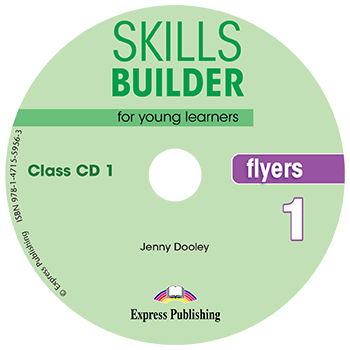 SKILLS
BUILDER
for young learners
Class CD 1
flyers
1
Jenny Dooley
Express Publishing
© Express Publishing ISBN 978-1-4715-5956-3